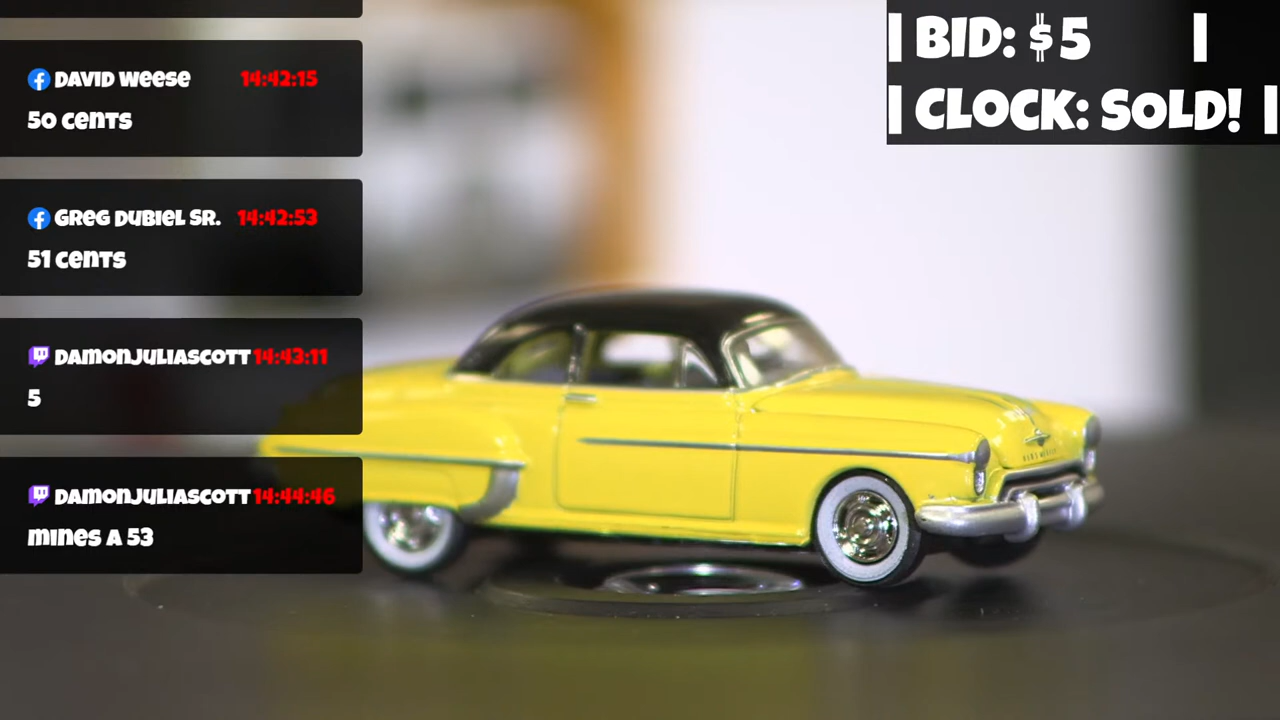 DAVID WEESE 14:42:15
50 CENTS
GREG DUBIEL SR. 14:42:53
51 CENTS
DAMONJULIASCOTT 14:43:11
5
DAMONJULIASCOTT 14:44:46
MINES A 53
| BID: $5 |
| CLOCK: SOLD! |